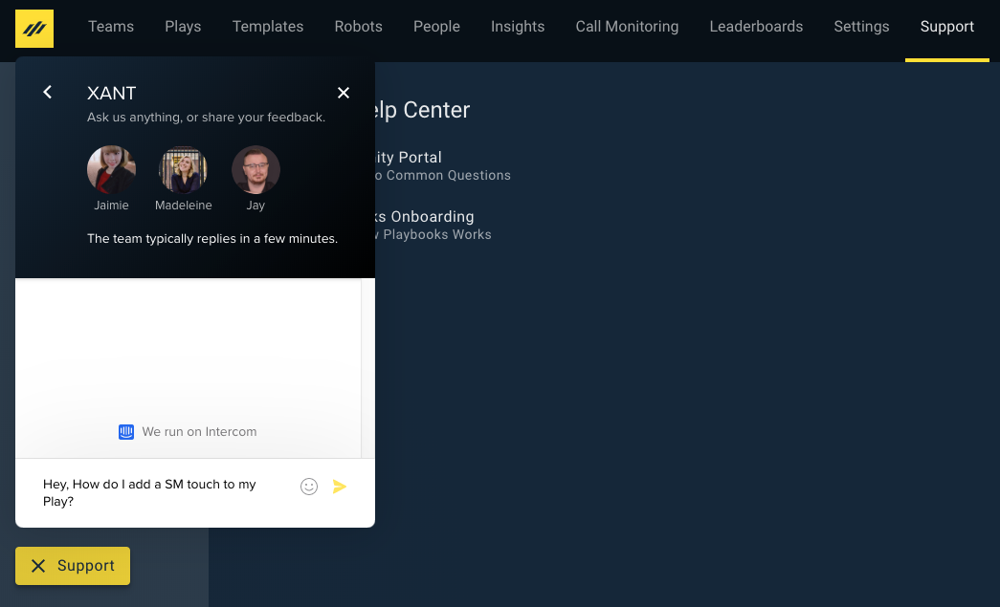 Teams Plays Templates Robots People Insights Call Monitoring Leaderboards Settings Support
XANT
Ask us anything, or share your feedback.
Jaimie Madeleine Jay
The team typically replies in a few minutes.
We run on Intercom
Hey, How do I add a SM touch to my
Play?
Support
elp Center
ity Portal
o Common Questions
ks Onboarding
w Playbooks Works